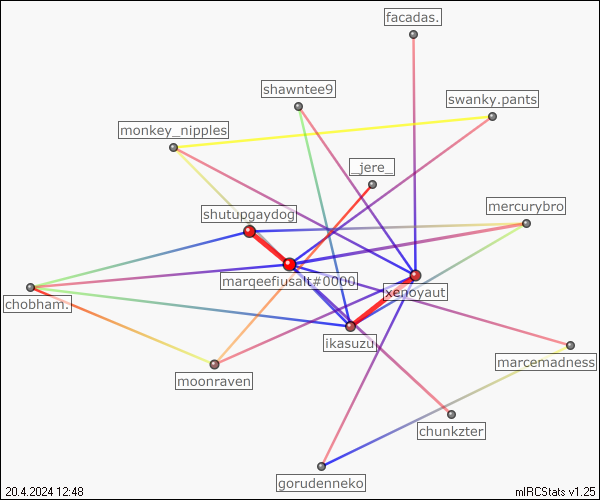 facadas.
shawntee9
swanky.pants
monkey_nipples
_jere_
shutupgaydog
mercurybro
marqeefiusalt#0000
xenoyaut
chobham.
ikasuzu
marcemadness
moonraven
chunkzter
gorudenneko
20.4.2024 12:48
mIRCStats v1.25